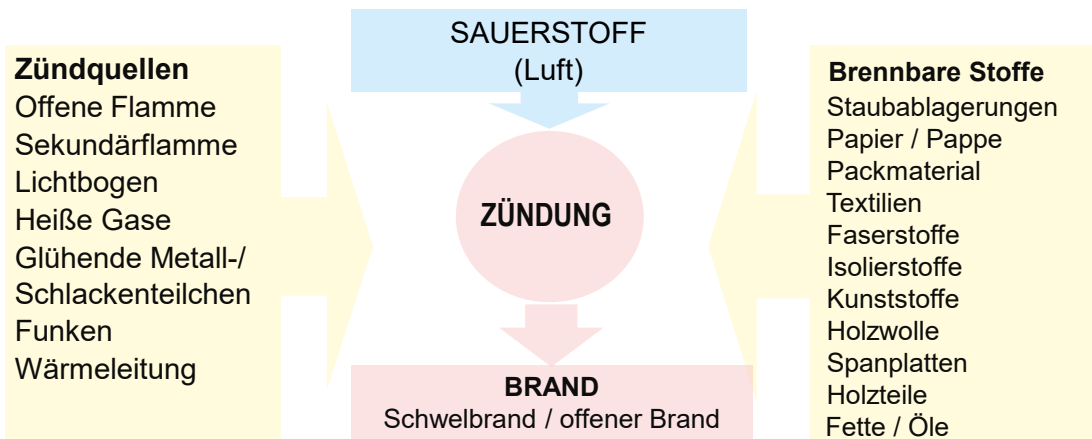 SAUERSTOFF
(Luft)
Zündquellen
Offene Flamme
Sekundärflamme
Lichtbogen
Heiße Gase
Glühende Metall-/
Schlackenteilchen
Funken
Wärmeleitung
ZÜNDUNG
Brennbare Stoffe
Staubablagerungen
Papier / Pappe
Packmaterial
Textilien
Faserstoffe
Isolierstoffe
Kunststoffe
Holzwolle
Spanplatten
Holzteile
Fette / Öle
BRAND
Schwelbrand / offener Brand